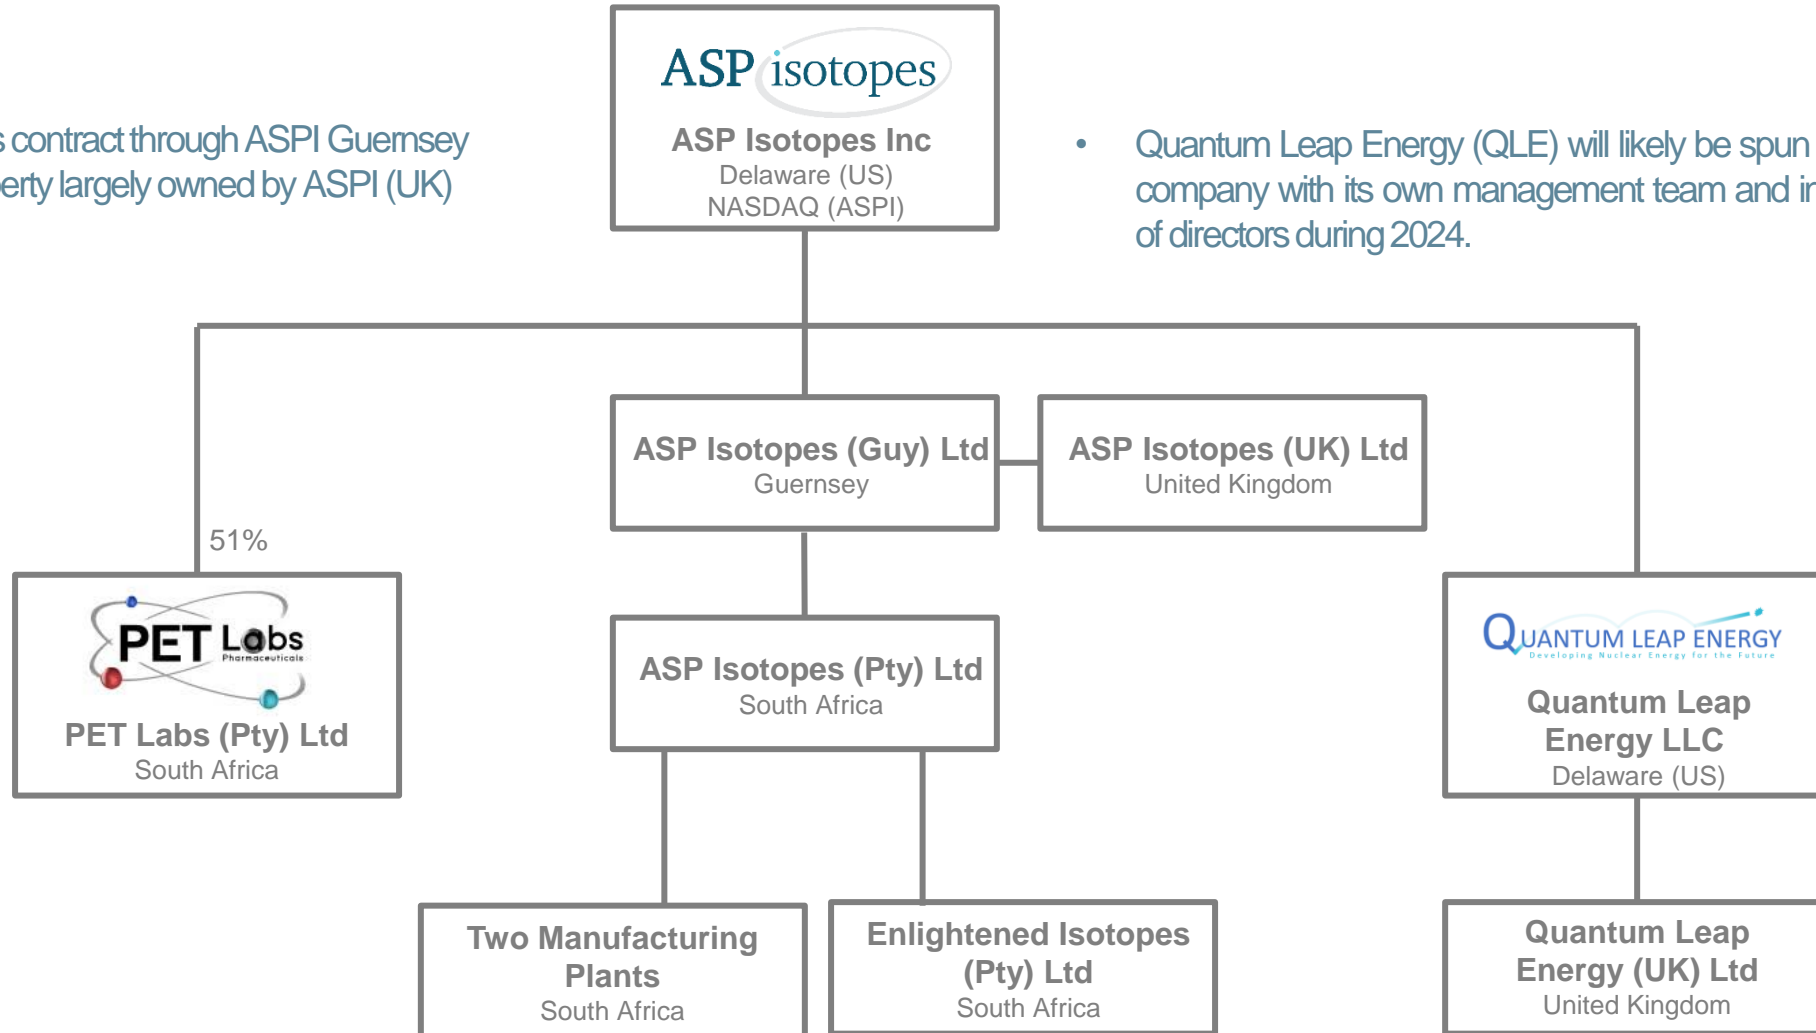 ASP isotopes
ASP Isotopes Inc
Delaware (US)
NASDAQ (ASPI)
s contract through ASPI Guernsey
perty largely owned by ASPI (UK)
• Quantum Leap Energy (QLE) will likely be spun
company with its own management team and in
of directors during 2024.
ASP Isotopes (Guy) Ltd
Guernsey
ASP Isotopes (UK) Ltd
United Kingdom
51%
PET Labs
Pharmaceuticals
PET Labs (Pty) Ltd
South Africa
ASP Isotopes (Pty) Ltd
South Africa
QUANTUM LEAP ENERGY
Developing Nuclear Energy for the Future
Quantum Leap
Energy LLC
Delaware (US)
Two Manufacturing
Plants
South Africa
Enlightened Isotopes
(Pty) Ltd
South Africa
Quantum Leap
Energy (UK) Ltd
United Kingdom